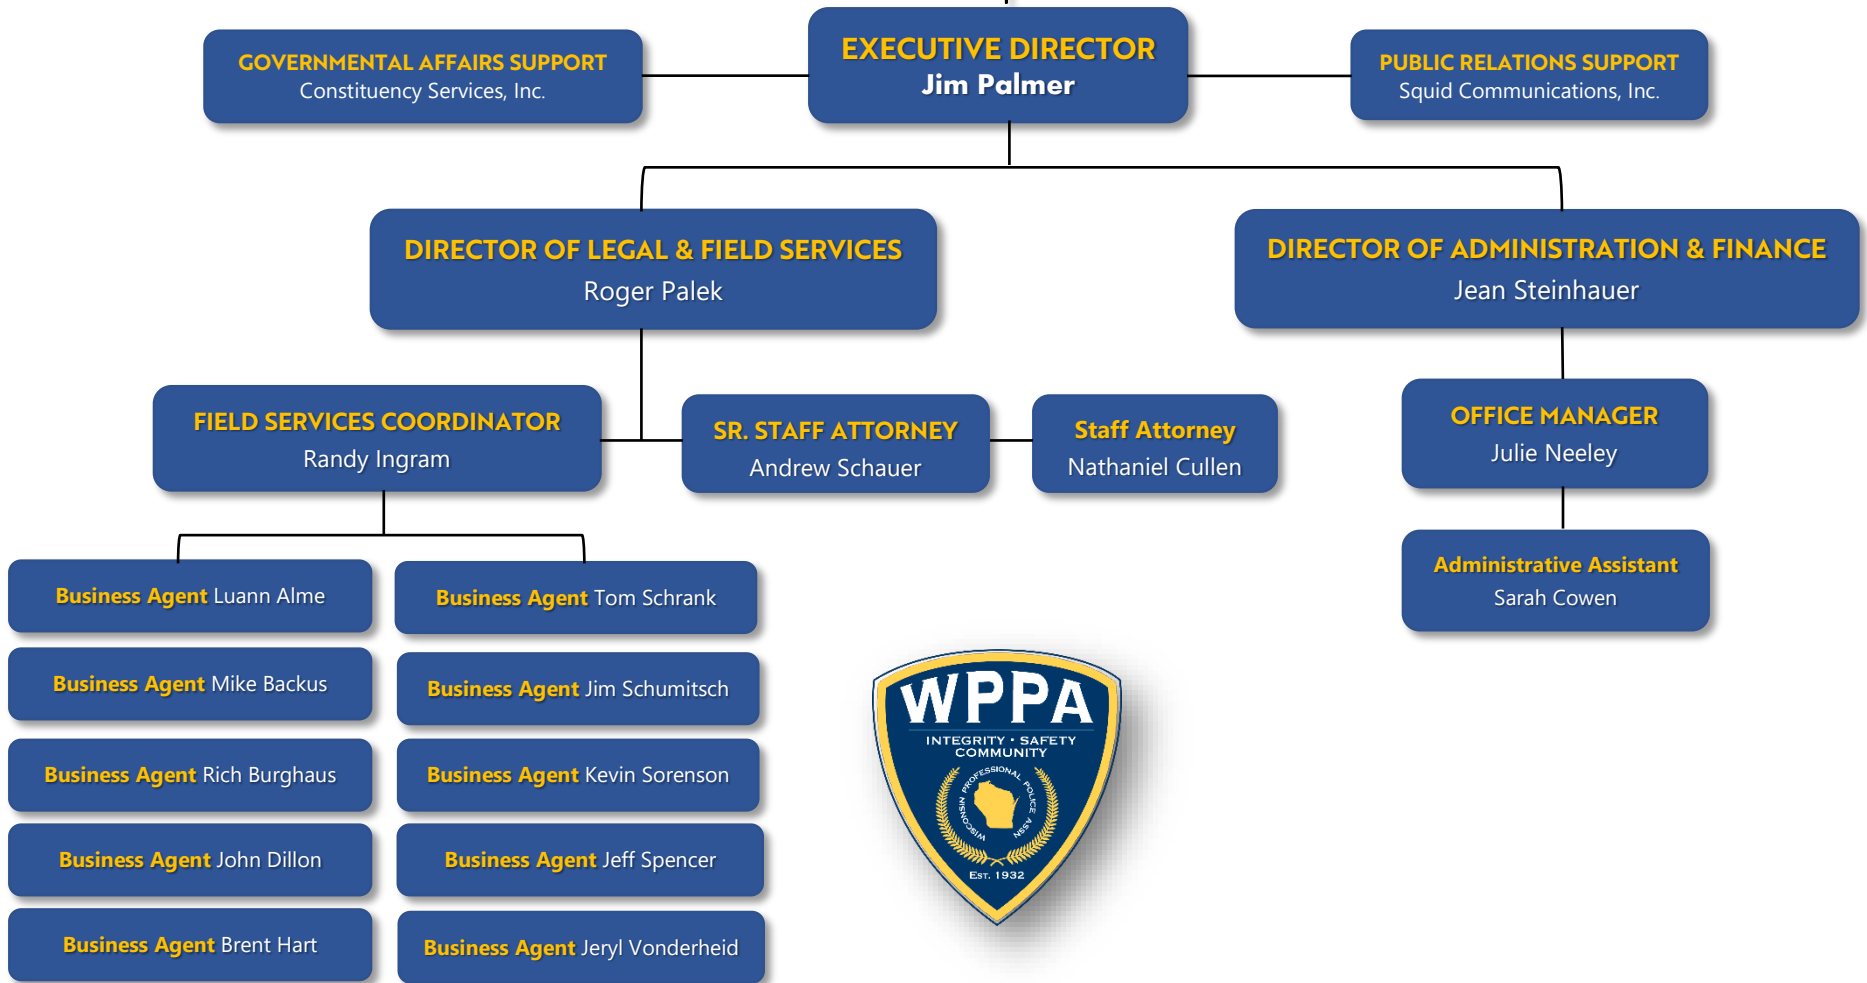 EXECUTIVE DIRECTOR
Jim Palmer
GOVERNMENTAL AFFAIRS SUPPORT
Constituency Services, Inc.
PUBLIC RELATIONS SUPPORT
Squid Communications, Inc.
DIRECTOR OF LEGAL & FIELD SERVICES
Roger Palek
DIRECTOR OF ADMINISTRATION & FINANCE
Jean Steinhauer
FIELD SERVICES COORDINATOR
Randy Ingram
SR. STAFF ATTORNEY
Andrew Schauer
Staff Attorney
Nathaniel Cullen
OFFICE MANAGER
Julie Neeley
Administrative Assistant
Sarah Cowen
Business Agent Luann Alme
Business Agent Mike Backus
Business Agent Rich Burghaus
Business Agent John Dillon
Business Agent Brent Hart
Business Agent Tom Schrank
Business Agent Jim Schumitsch
Business Agent Kevin Sorenson
Business Agent Jeff Spencer
Business Agent Jeryl Vonderheid
WPPA
INTEGRITY • SAFETY
COMMUNITY
WISCONSIN PROFESSIONAL POLICE ASSN
EST. 1932